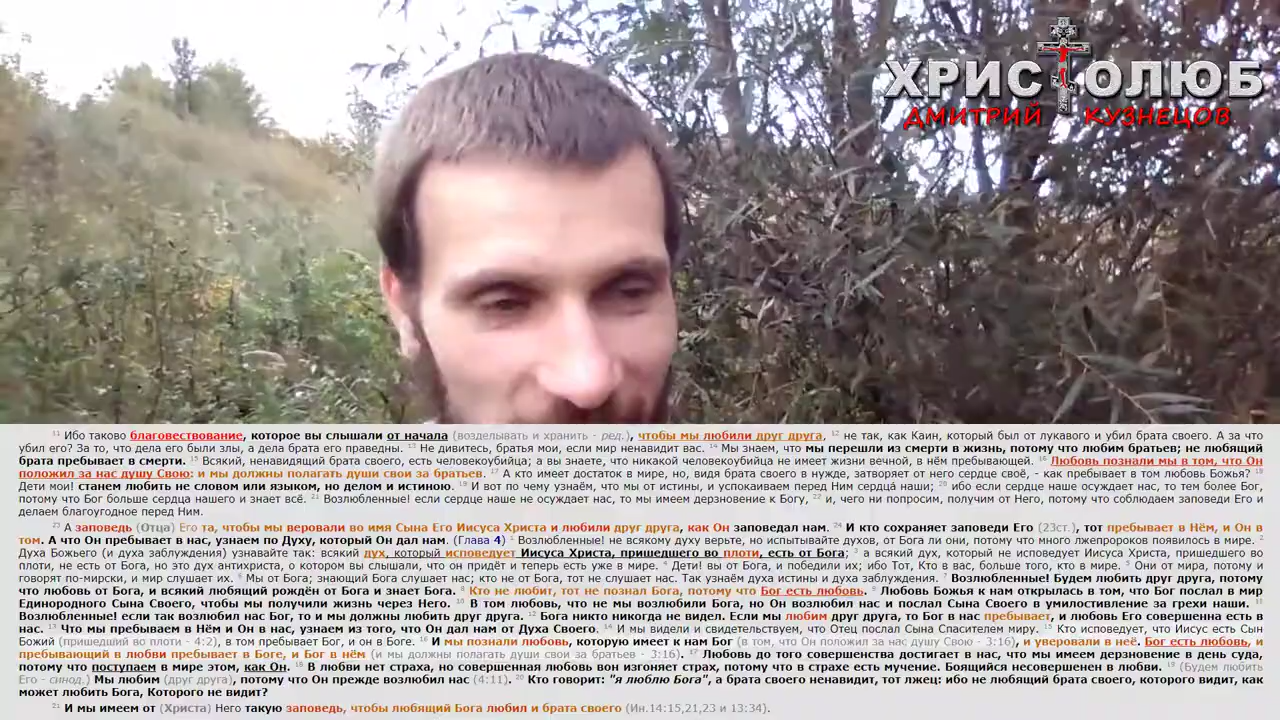 ХРИСТОЛЮБ
ДМИТРИЙ КУЗНЕЦОВ
11 Ибо таково благовествование, которое вы слышали от начала (возделывать и хранить - ред.), чтобы мы любили друг друга, 12 не так, как Каин, который был от лукавого и убил брата своего. А за что
убил его? За то, что дела его были злы, а дела брата его праведны. 13 Не дивитесь, братья мои, если мир ненавидит вас. 14 Мы знаем, что мы перешли из смерти в жизнь, потому что любим братьев; не любящий
брата пребывает в смерти. 15 Всякий, ненавидящий брата своего, есть человекоубийца; а вы знаете, что никакой человекоубийца не имеет жизни вечной, в нём пребывающей. 16 Любовь познали мы в том, что Он
положил за нас душу Свою: и мы должны полагать души свои за братьев. 17 А кто имеет достаток в мире, но, видя брата своего в нужде, затворяет от него сердце своё, - как пребывает в том любовь Божья? 18
Дети мои! станем любить не словом или языком, но делом и истиною. 19 И вот по чему узнаём, что мы от истины, и успокаиваем перед Ним сердца́ наши; 20 ибо если сердце наше осуждает нас, то тем более Бог,
потому что Бог больше сердца нашего и знает всё. 21 Возлюбленные! если сердце наше не осуждает нас, то мы имеем дерзновение к Богу, 22 и, чего ни попросим, получим от Него, потому что соблюдаем заповеди Его и
делаем благоугодное перед Ним.
23 А заповедь (Отца) Его та, чтобы мы веровали во имя Сына Его Иисуса Христа и любили друг друга, как Он заповедал нам. 24 И кто сохраняет заповеди Его (23ст.), тот пребывает в Нём, и Он в
том. А что Он пребывает в нас, узнаем по Духу, который Он дал нам. (Глава 4) 1 Возлюбленные! не всякому духу верьте, но испытывайте духов, от Бога ли они, потому что много лжепророков появилось в мире. 2
Духа Божьего (и духа заблуждения) узнавайте так: всякий дух, который исповедует Иисуса Христа, пришедшего во плоти, есть от Бога; 3 а всякий дух, который не исповедует Иисуса Христа, пришедшего во
плоти, не есть от Бога, но это дух антихриста, о котором вы слышали, что он придёт и теперь есть уже в мире. 4 Дети! вы от Бога, и победили их; ибо Тот, Кто в вас, больше того, кто в мире. 5 Они от мира, потому и
говорят по-мирски, и мир слушает их. 6 Мы от Бога; знающий Бога слушает нас; кто не от Бога, тот не слушает нас. Так узнаём духа истины и духа заблуждения. 7 Возлюбленные! Будем любить друг друга, потому
что любовь от Бога, и всякий любящий рождён от Бога и знает Бога. 8 Кто не любит, тот не познал Бога, потому что Бог есть любовь. 9 Любовь Божья к нам открылась в том, что Бог послал в мир
Единородного Сына Своего, чтобы мы получили жизнь через Него. 10 В том любовь, что не мы возлюбили Бога, но Он возлюбил нас и послал Сына Своего в умилостивление за грехи наши. 11
Возлюбленные! если так возлюбил нас Бог, то и мы должны любить друг друга. 12 Бога никто никогда не видел. Если мы любим друг друга, то Бог в нас пребывает, и любовь Его совершенна есть в
нас. 13 Что мы пребываем в Нём и Он в нас, узнаем из того, что Он дал нам от Духа Своего. 14 И мы видели и свидетельствуем, что Отец послал Сына Спасителем миру. 15 Кто исповедует, что Иисус есть Сын
Божий (пришедший во плоти - 4:2), в том пребывает Бог, и он в Боге. 16 И мы познали любовь, которую имеет к нам Бог (в том, что Он положил за нас душу Свою - 3:16), и уверовали в неё. Бог есть любовь, и
пребывающий в любви пребывает в Боге, и Бог в нём (и мы должны полагать души свои за братьев - 3:16). 17 Любовь до того совершенства достигает в нас, что мы имеем дерзновение в день суда,
потому что поступаем в мире этом, как Он. 18 В любви нет страха, но совершенная любовь вон изгоняет страх, потому что в страхе есть мучение. Боящийся несовершенен в любви. 19 (Будем любить
Его - синод.) Мы любим (друг друга), потому что Он прежде возлюбил нас (4:11). 20 Кто говорит: "я люблю Бога", а брата своего ненавидит, тот лжец: ибо не любящий брата своего, которого видит, как
может любить Бога, Которого не видит?
21 И мы имеем от (Христа) Него такую заповедь, чтобы любящий Бога любил и брата своего (Ин.14:15,21,23 и 13:34).